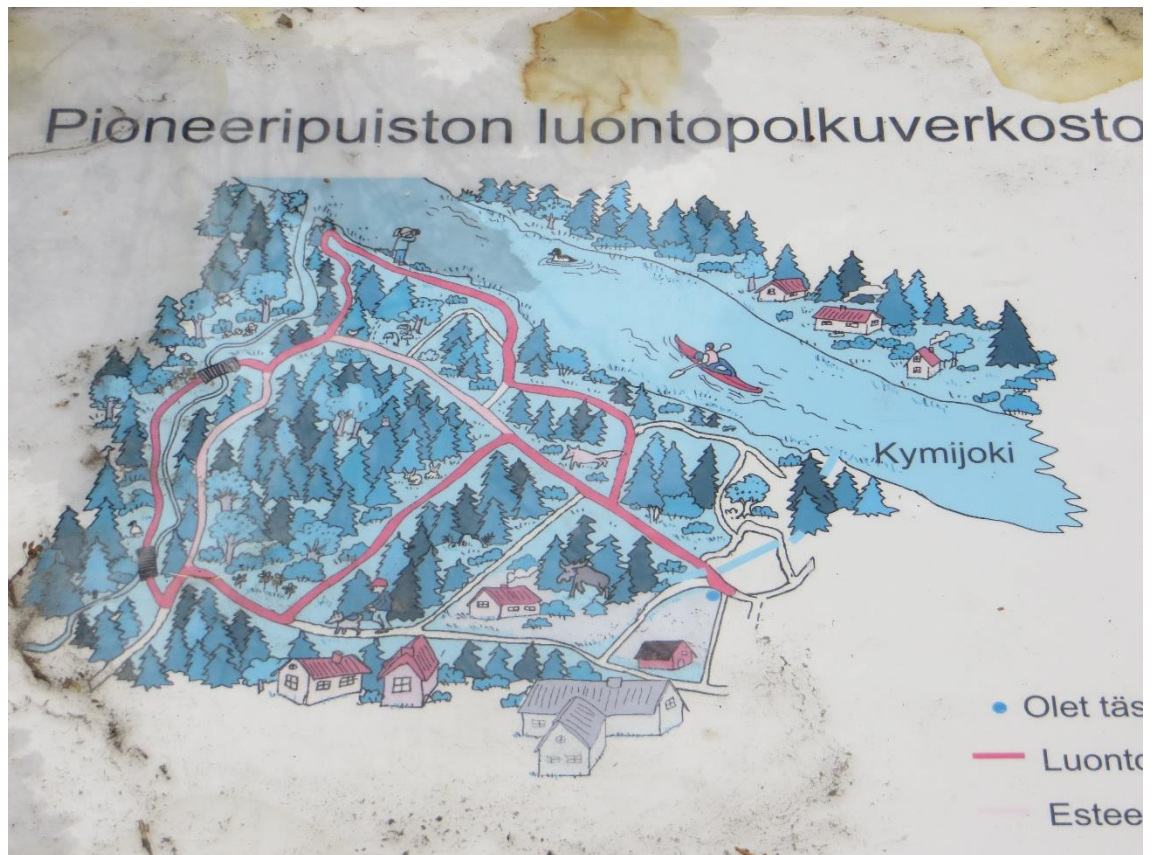 Pioneeripuiston luontopolkuverkosto
Kymijoki
Olet täs
Luonto
Estee